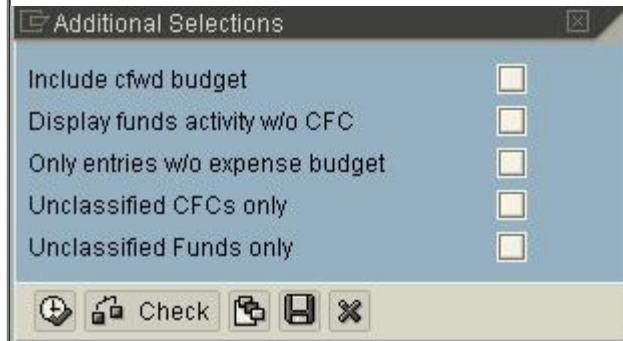 Additional Selections
Include cfwd budget
Display funds activity w/o CFC
Only entries w/o expense budget
Unclassified CFCs only
Unclassified Funds only
Check